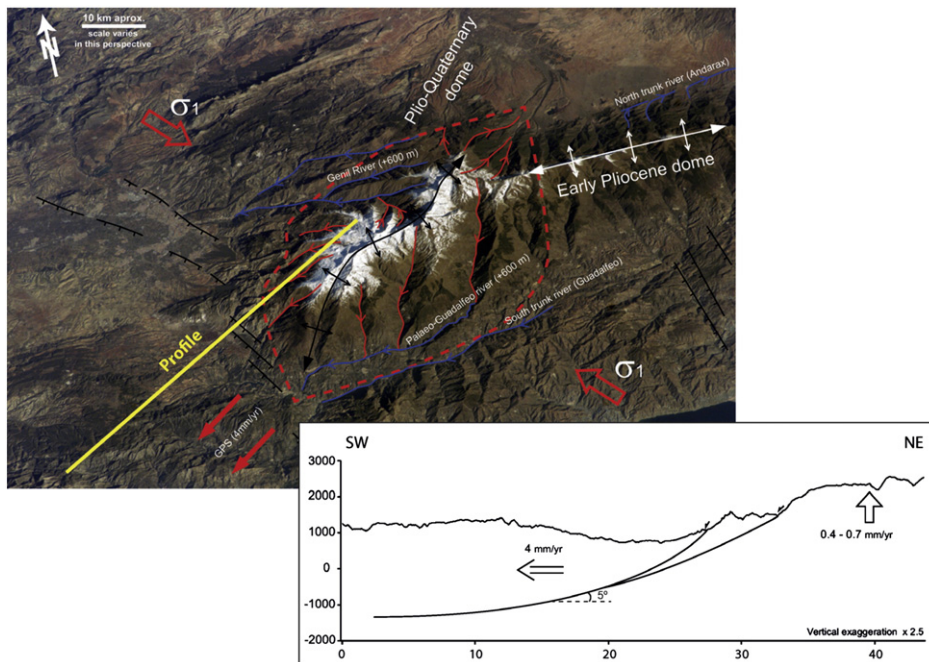 10 km aprox.
scale varies
in this perspective
N
σ1
Plio-Quaternary
dome
North trunk river (Andarax)
Genil River (+600 m)
Early Pliocene dome
Palaeo-Guadalfeo river (+600 m)
South trunk river (Guadalfeo)
Profile
σ1
GPS (4mm/yr)
SW
NE
3000
2000
1000
0
-1000
-2000
4 mm/yr
0.4 - 0.7 mm/yr
5º
Vertical exaggeration x 2.5
0
10
20
30
40